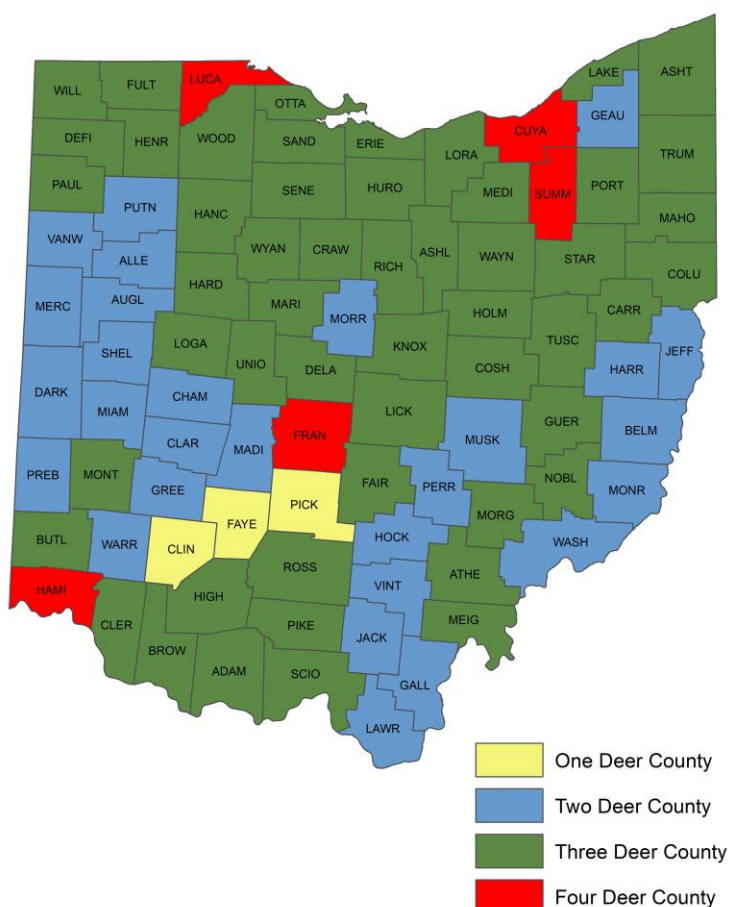 LUCA
LAKE
ASHT
WILL
FULT
OTTA
GEAU
CUYA
DEFI
HENR
WOOD
SAND
ERIE
LORA
TRUM
PAUL
SENE
HURO
MEDI
SUMM
PORT
PUTN
HANC
MAHO
VANW
ALLE
WYAN
CRAW
RICH
ASHL
WAYN
STAR
COLU
MERC
AUGL
HARD
MARI
MORR
HOLM
CARR
LOGA
UNIO
DELA
KNOX
TUSC
JEFF
SHEL
COSH
HARR
DARK
CHAM
MIAM
LICK
GUER
CLAR
MADI
FRAN
MUSK
BELM
PREB
MONT
GREE
PICK
FAIR
PERR
NOBL
MONR
FAYE
MORG
BUTL
WARR
CLIN
HOCK
WASH
ROSS
ATHE
HAMI
HIGH
VINT
CLER
PIKE
MEIG
BROW
JACK
ADAM
SCIO
GALL
LAWR
One Deer County
Two Deer County
Three Deer County
Four Deer County